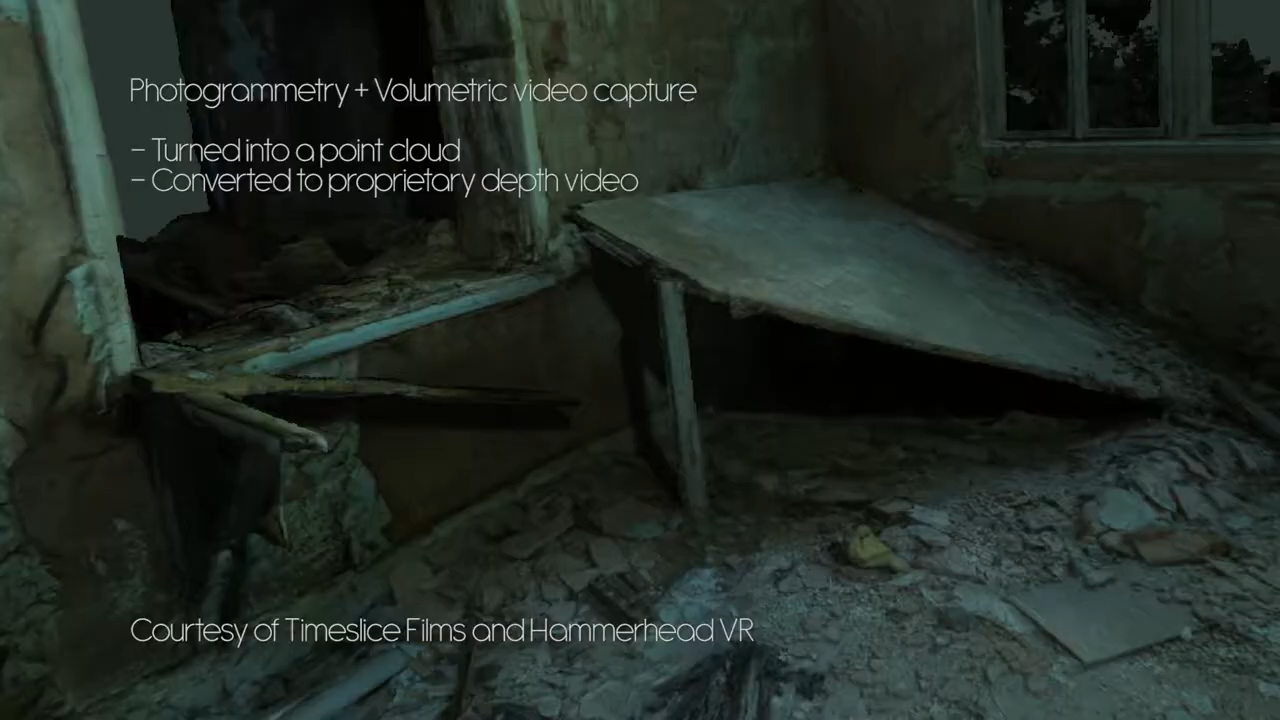 Photogrammetry + Volumetric video capture
- Turned into a point cloud
- Converted to proprietary depth video
Courtesy of Timeslice Films and Hammerhead VR